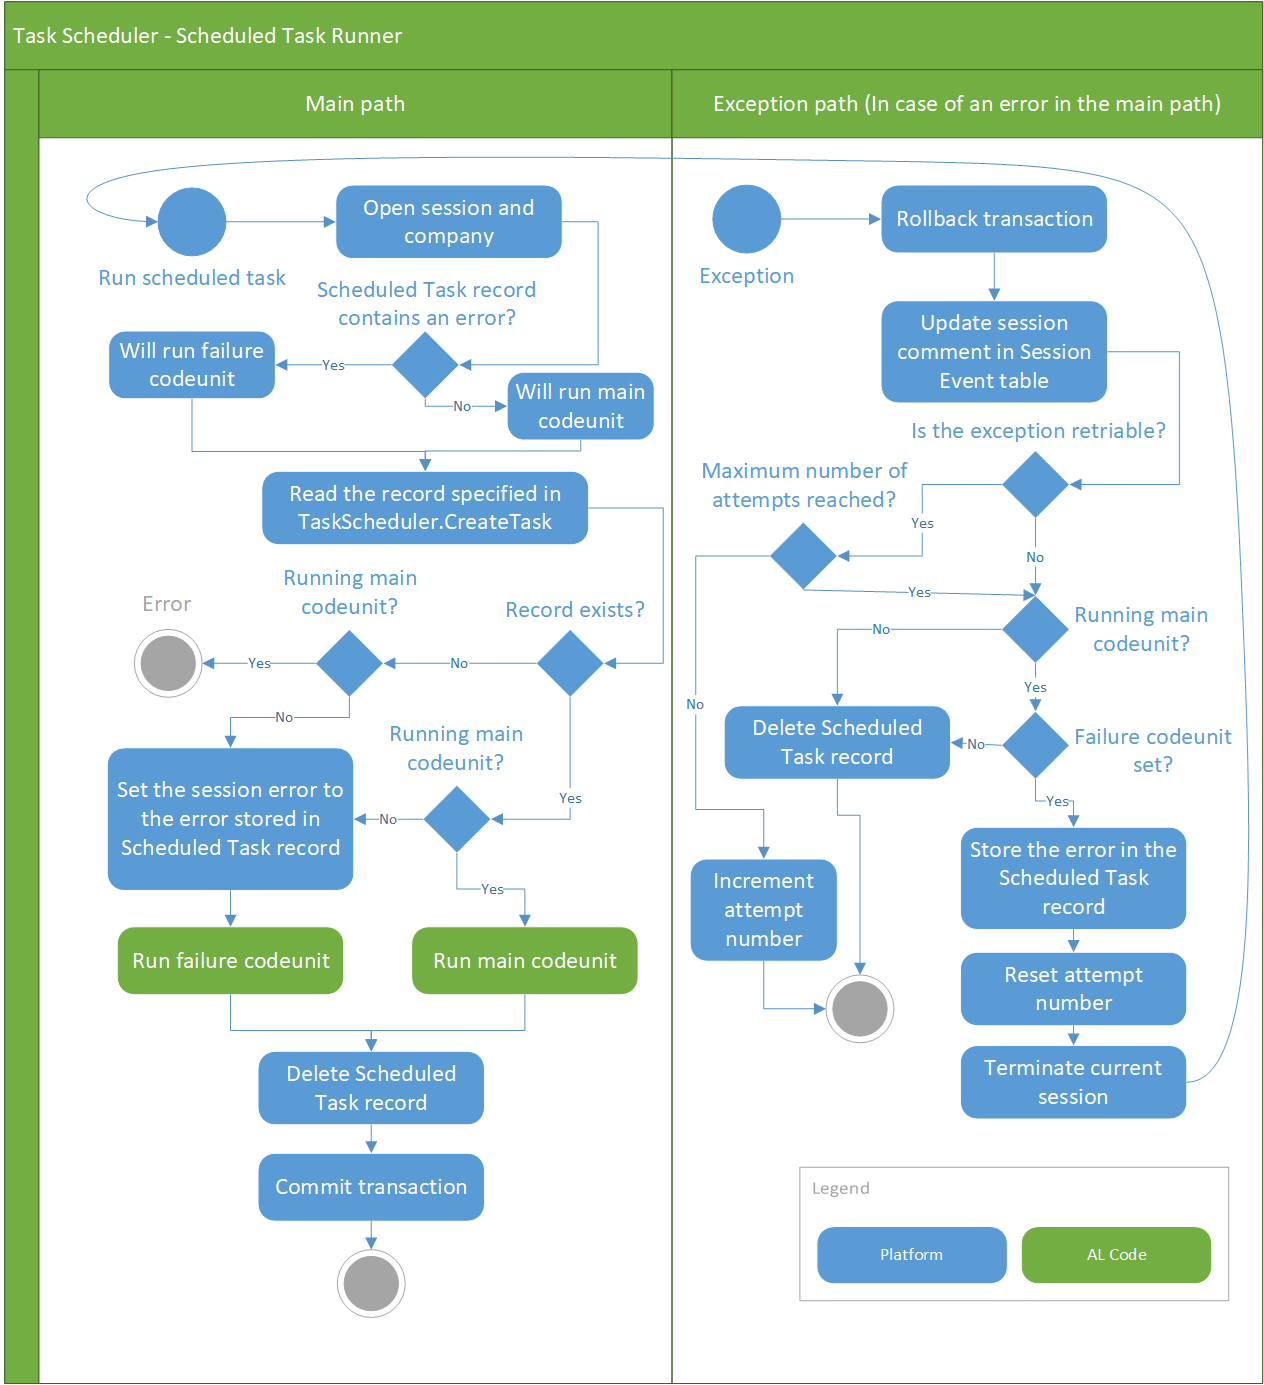 Task Scheduler - Scheduled Task Runner
Main path
Exception path (In case of an error in the main path)
Run scheduled task
Open session and
company
Scheduled Task record
contains an error?
Yes
No
Will run failure
codeunit
Will run main
codeunit
Read the record specified in
TaskScheduler.CreateTask
Record exists?
No
Yes
Running main
codeunit?
Yes
No
Error
Running main
codeunit?
No
Yes
Set the session error to
the error stored in
Scheduled Task record
Run failure codeunit
Run main codeunit
Delete Scheduled
Task record
Commit transaction
Exception
Rollback transaction
Update session
comment in Session
Event table
Is the exception retriable?
Yes
No
Maximum number of
attempts reached?
Yes
No
Running main
codeunit?
No
Yes
Delete Scheduled
Task record
Failure codeunit
set?
No
Yes
Increment
attempt
number
Store the error in the
Scheduled Task
record
Reset attempt
number
Terminate current
session
Legend
Platform
AL Code